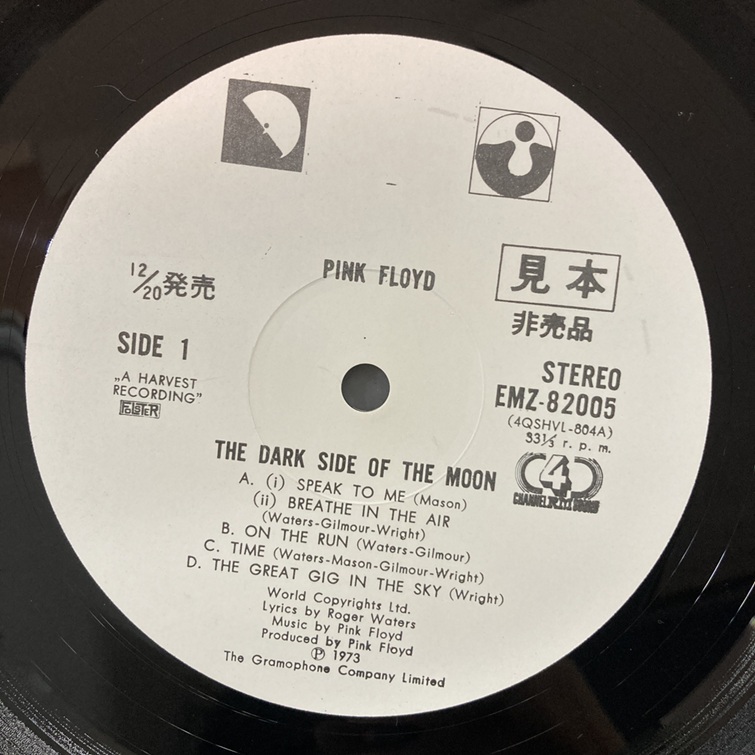 見本
非売品
12/20発売
PINK FLOYD
SIDE 1
„A HARVEST
RECORDING”
STEREO
EMZ-82005
(4QSHVL-804A)
33⅓ r. p. m.
4
CHANNEL
THE DARK SIDE OF THE MOON
A. (i) SPEAK TO ME (Mason)
(ii) BREATHE IN THE AIR
(Waters-Gilmour-Wright)
B. ON THE RUN (Waters-Gilmour)
C. TIME (Waters-Mason-Gilmour-Wright)
D. THE GREAT GIG IN THE SKY (Wright)
World Copyrights Ltd.
Lyrics by Roger Waters
Music by Pink Floyd
Produced by Pink Floyd
Ⓟ 1973
The Gramophone Company Limited